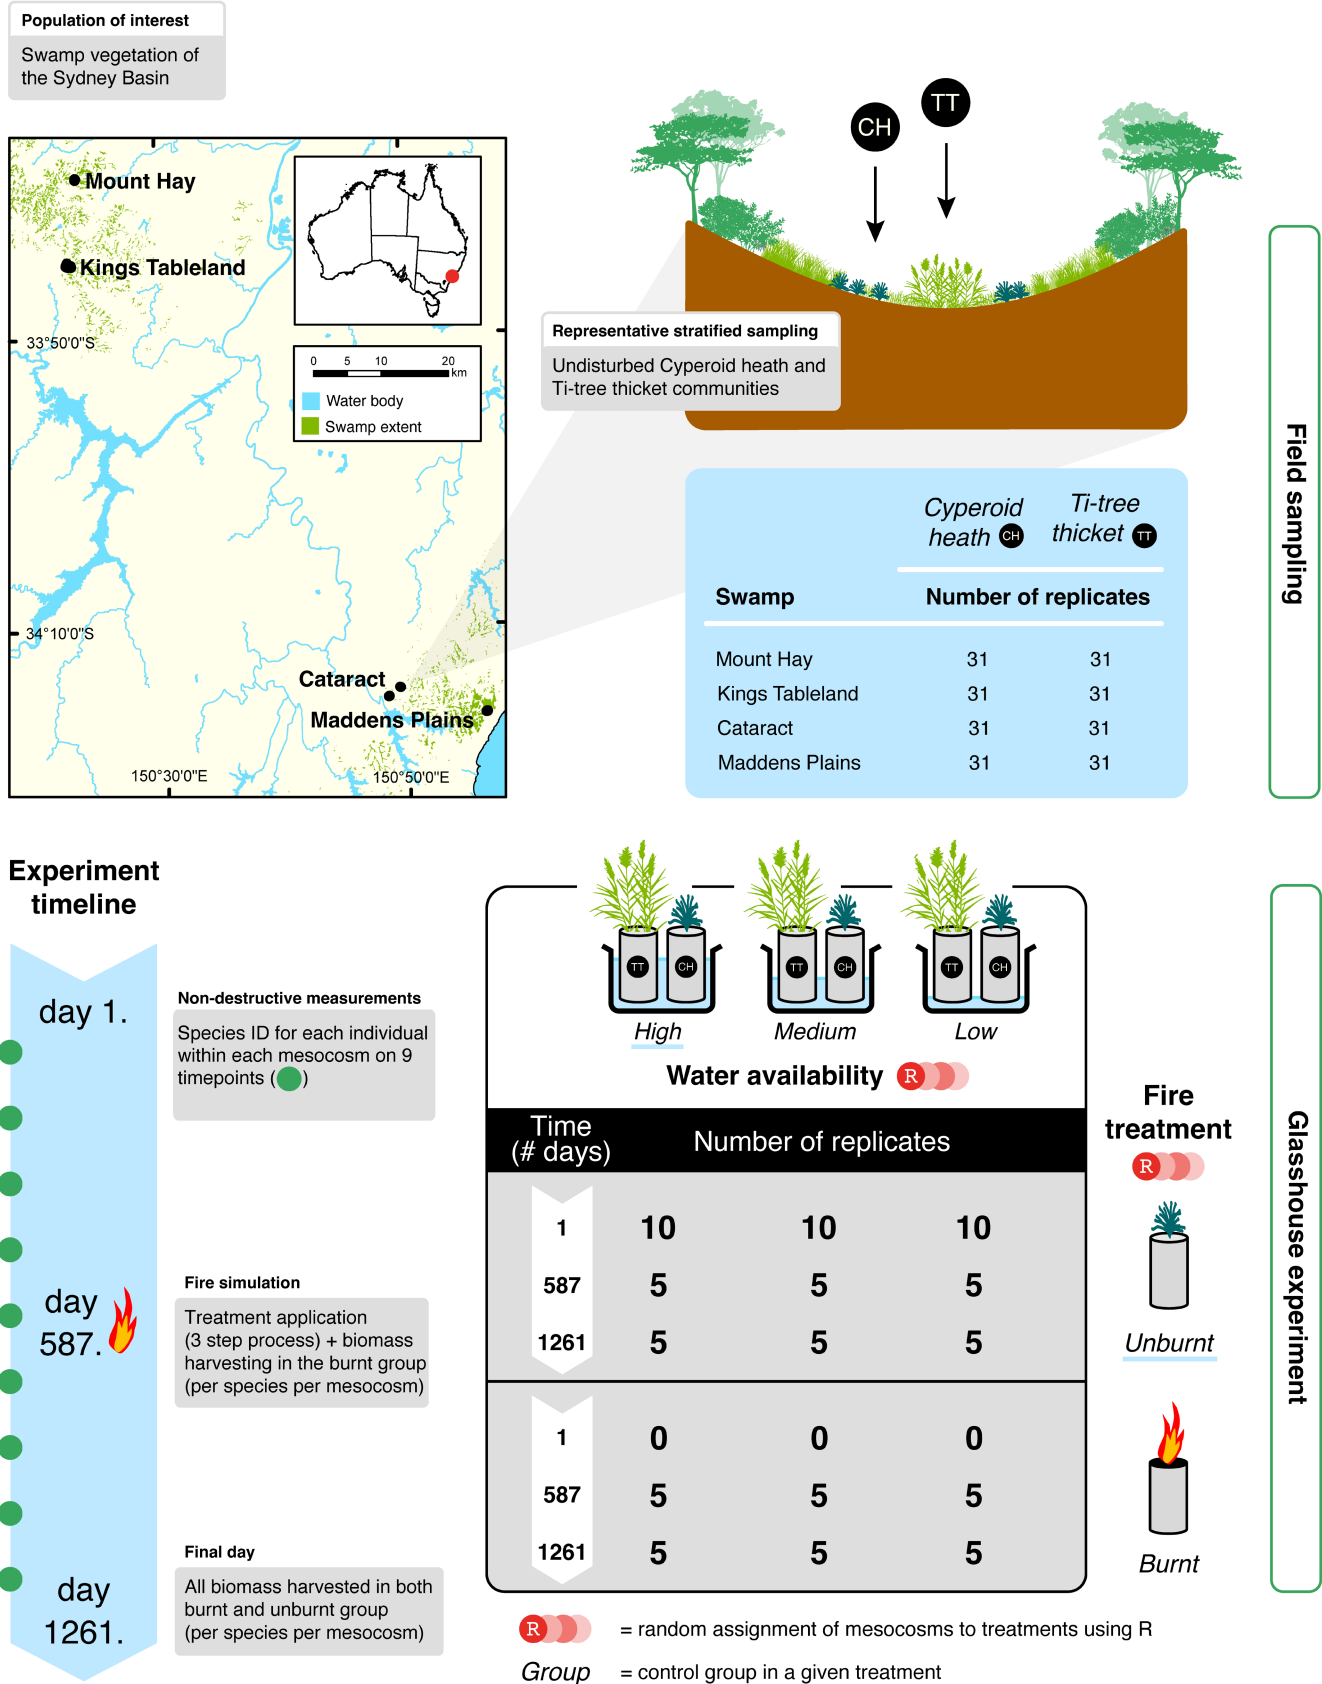 Population of interest
Swamp vegetation of
the Sydney Basin
Mount Hay
Kings Tableland
33°50'0"S
0 5 10 20
km
Water body
Swamp extent
34°10'0"S
Cataract
Maddens Plains
150°30'0"E 150°50'0"E
CH TT
Representative stratified sampling
Undisturbed Cyperoid heath and
Ti-tree thicket communities
Cyperoid Ti-tree
heath CH thicket TT
Swamp Number of replicates
Mount Hay 31 31
Kings Tableland 31 31
Cataract 31 31
Maddens Plains 31 31
Field sampling
Experiment
timeline
day 1.
Non-destructive measurements
Species ID for each individual
within each mesocosm on 9
timepoints ( )
day
587.
Fire simulation
Treatment application
(3 step process) + biomass
harvesting in the burnt group
(per species per mesocosm)
day
1261.
Final day
All biomass harvested in both
burnt and unburnt group
(per species per mesocosm)
TT CH TT CH TT CH
High Medium Low
Water availability R
Time
(# days)
Number of replicates
1 10 10 10
587 5 5 5
1261 5 5 5
1 0 0 0
587 5 5 5
1261 5 5 5
Fire
treatment
R
Unburnt
Burnt
Glasshouse experiment
R = random assignment of mesocosms to treatments using R
Group = control group in a given treatment